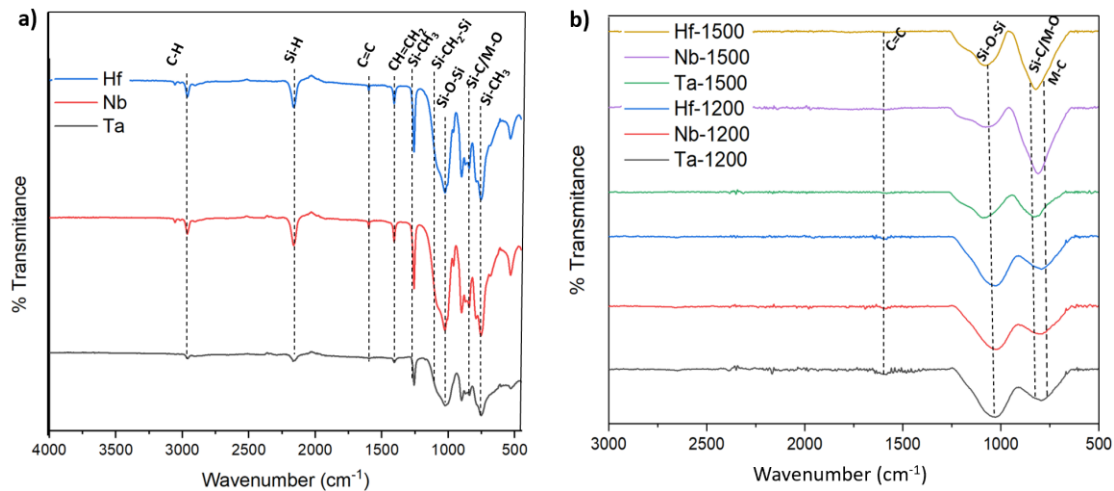 a)
C-H
Si-H
C=C
CH=CH₂
Si-CH₃
Si-CH₂-Si
Si-O-Si
Si-C/M-O
Si-CH₃
Hf
Nb
Ta
% Transmitance
4000
3500
3000
2500
2000
1500
1000
500
Wavenumber (cm⁻¹)
b)
C=C
Si-O-Si
Si-C/M-O
M-C
Hf-1500
Nb-1500
Ta-1500
Hf-1200
Nb-1200
Ta-1200
% Transmitance
3000
2000
1500
1000
500
Wavenumber (cm⁻¹)